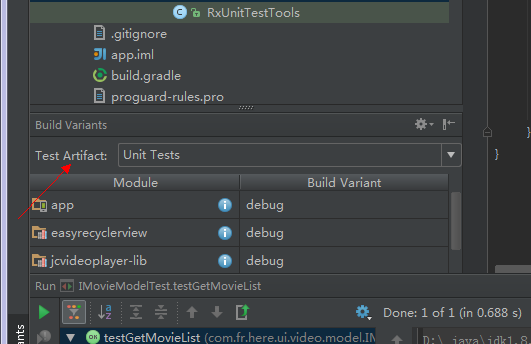 RxUnitTestTools
.gitignore
app.iml
build.gradle
proguard-rules.pro
Build Variants
Test Artifact: Unit Tests
Module Build Variant
app debug
easyrecyclerview debug
jcvideoplayer-lib debug
Run IMovieModelTest.testGetMovieList
Done: 1 of 1 (in 0.688 s)
OK testGetMovieList (com.fr.here.ui.video.model.IM
D:\ java\jdk1.8
}
}